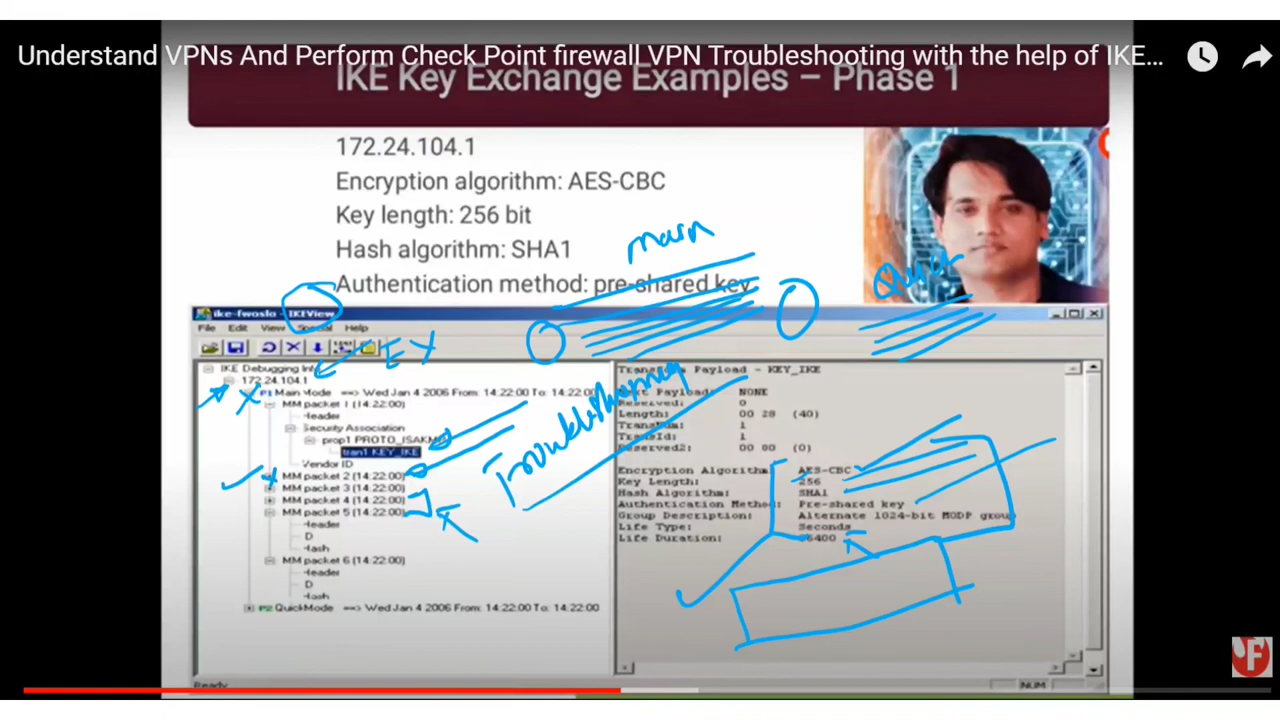 Understand VPNs And Perform Check Point firewall VPN Troubleshooting with the help of IKE...
IKE Key Exchange Examples – Phase 1
172.24.104.1
Encryption algorithm: AES-CBC
Key length: 256 bit
Hash algorithm: SHA1
Authentication method: pre-shared key
main
Quick
IKEView
File Edit View Special Help
EX
IKE Debugging
172.24.104.1
P1 Main Mode ==> Wed Jan 4 2006 From: 14:22:00 To: 14:22:00
MM packet 1 (14:22:00)
Header
Security Association
prop1 PROTO_ISAKM
tran1 KEY_IKE
Vendor ID
MM packet 2 (14:22:00)
MM packet 3 (14:22:00)
MM packet 4 (14:22:00)
MM packet 5 (14:22:00)
Header
ID
Hash
MM packet 6 (14:22:00)
Header
ID
Hash
P2 QuickMode ==> Wed Jan 4 2006 From: 14:22:00 To: 14:22:00
Ready
Troubleshooting
Transform Payload - KEY_IKE
Next Payload: NONE
Reserved: 0
Length: 00 28 (40)
TransNum: 1
TransId: 1
Reserved2: 00 00 (0)
Encryption Algorithm: AES-CBC
Key Length: 256
Hash Algorithm: SHA1
Authentication Method: Pre-shared key
Group Description: Alternate 1024-bit MODP group
Life Type: Seconds
Life Duration: 86400
NUM